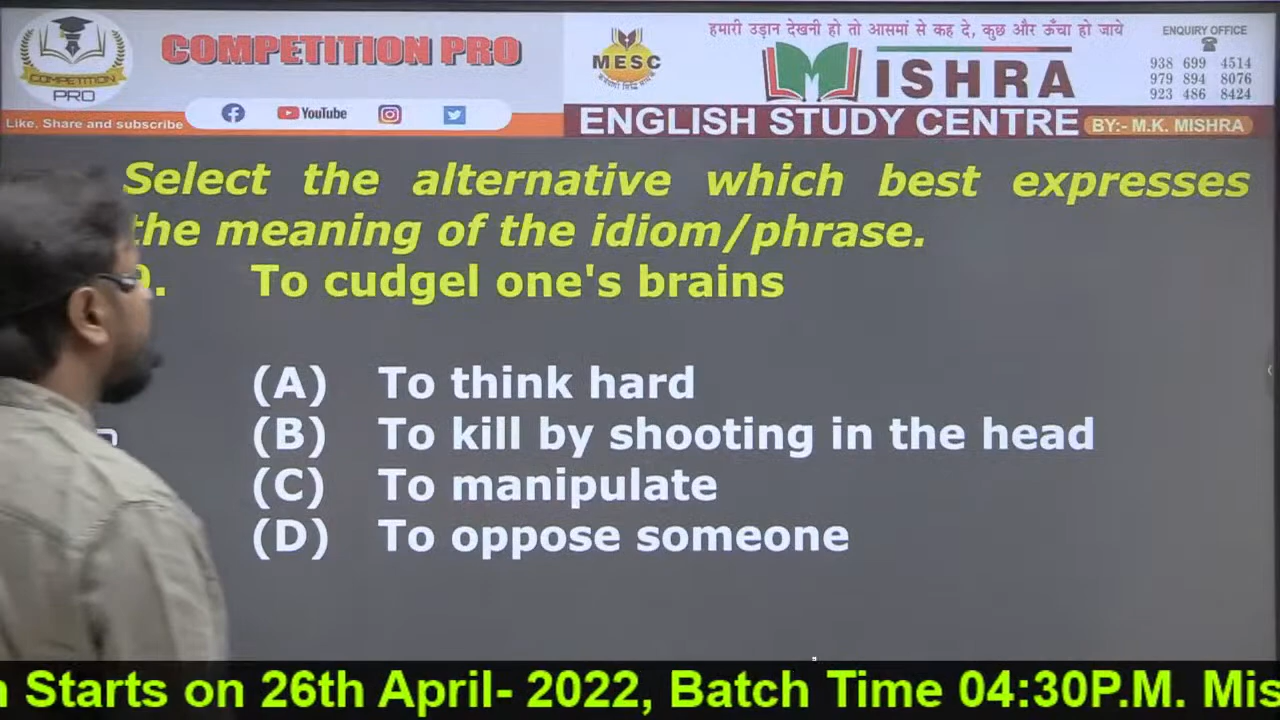 COMPETITION PRO
Like, Share and subscribe
COMPETITION PRO
YouTube
MESC
हमारी उड़ान देखनी हो तो आसमां से कह दे, कुछ और ऊँचा हो जाये
MISHRA
ENGLISH STUDY CENTRE
BY:- M.K. MISHRA
ENQUIRY OFFICE
938 699 4514
979 894 8076
923 486 8424
Select the alternative which best expresses
the meaning of the idiom/phrase.
9. To cudgel one's brains
(A) To think hard
(B) To kill by shooting in the head
(C) To manipulate
(D) To oppose someone
Starts on 26th April- 2022, Batch Time 04:30P.M. Mis